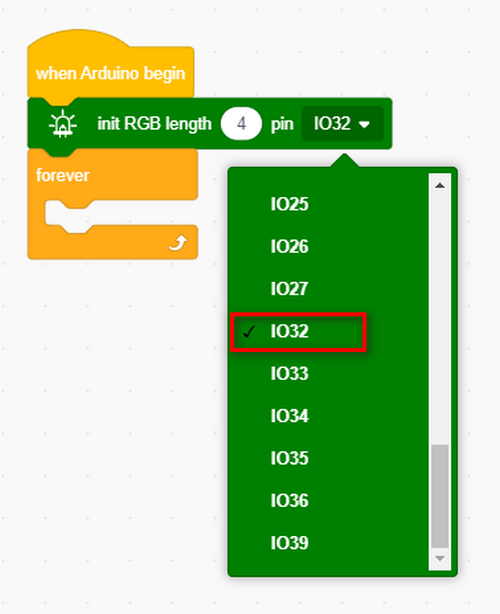 when Arduino begin
init RGB length 4 pin IO32
forever
IO25
IO26
IO27
✓ IO32
IO33
IO34
IO35
IO36
IO39